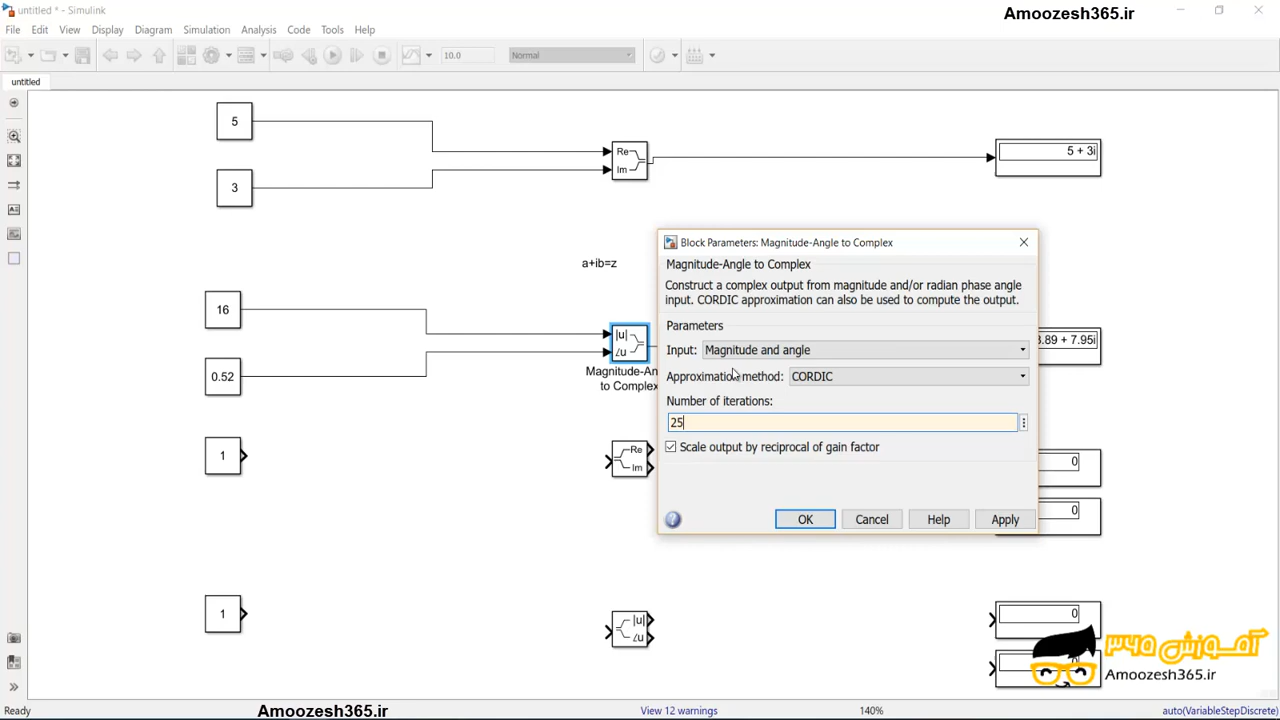 untitled * - Simulink
Amoozesh365.ir
File Edit View Display Diagram Simulation Analysis Code Tools Help
10.0
Normal
untitled
5
Re
Im
5 + 3i
3
a+ib=z
Block Parameters: Magnitude-Angle to Complex
Magnitude-Angle to Complex
Construct a complex output from magnitude and/or radian phase angle
input. CORDIC approximation can also be used to compute the output.
Parameters
Input: Magnitude and angle
Approximation method: CORDIC
Number of iterations:
25
Scale output by reciprocal of gain factor
OK Cancel Help Apply
16
|u|
∠u
3.89 + 7.95i
0.52
Magnitude-An
to Complex
1
Re
Im
0
0
1
|u|
∠u
0
آموزش ۳۶۵
Amoozesh365.ir
Ready
Amoozesh365.ir
View 12 warnings
140%
auto(VariableStepDiscrete)